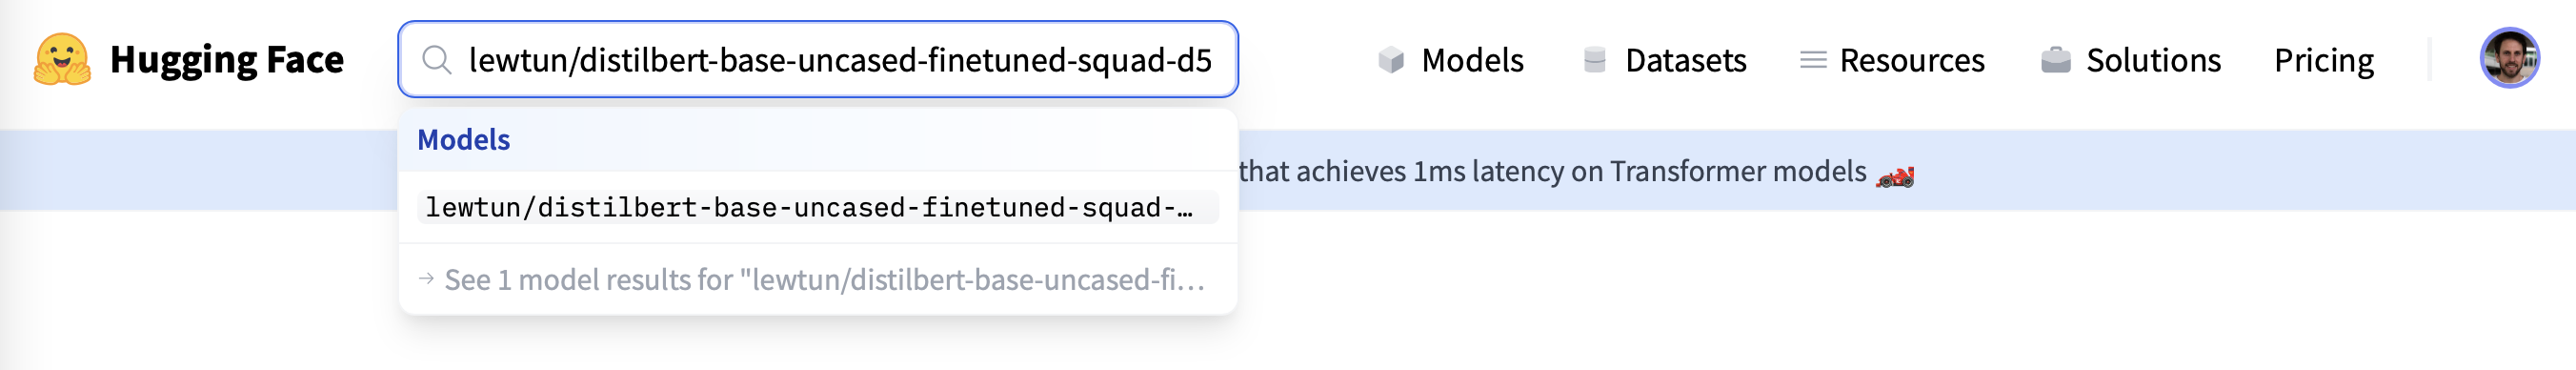 Hugging Face
lewtun/distilbert-base-uncased-finetuned-squad-d5
Models
Datasets
Resources
Solutions
Pricing
Models
that achieves 1ms latency on Transformer models
lewtun/distilbert-base-uncased-finetuned-squad-…
→ See 1 model results for "lewtun/distilbert-base-uncased-fi…